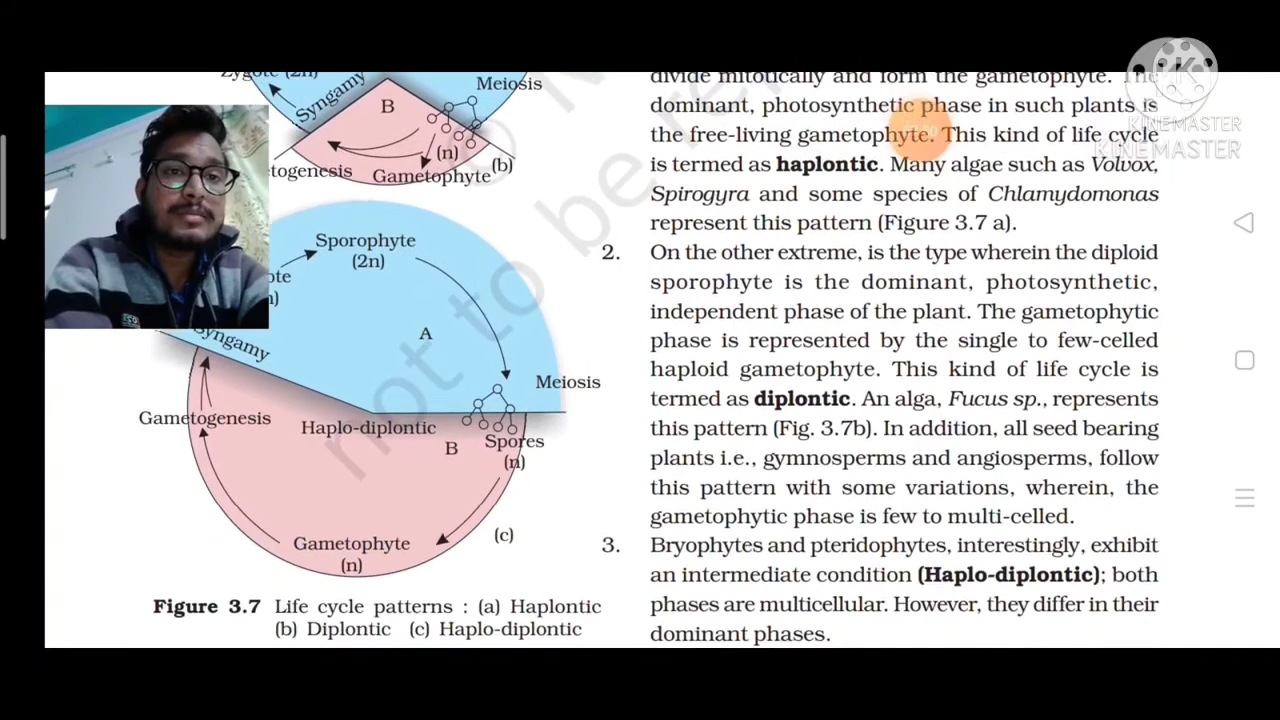 Zygote (2n)
Syngamy
B
Meiosis
(n)
(b)
Gametophyte
togenesis
Sporophyte
(2n)
A
Syngamy
Meiosis
Gametogenesis
Haplo-diplontic
B
Spores
(n)
Gametophyte
(n)
(c)
Figure 3.7 Life cycle patterns : (a) Haplontic
(b) Diplontic (c) Haplo-diplontic
divide mitotically and form the gametophyte. The
dominant, photosynthetic phase in such plants is
the free-living gametophyte. This kind of life cycle
is termed as haplontic. Many algae such as Volvox,
Spirogyra and some species of Chlamydomonas
represent this pattern (Figure 3.7 a).
2. On the other extreme, is the type wherein the diploid
sporophyte is the dominant, photosynthetic,
independent phase of the plant. The gametophytic
phase is represented by the single to few-celled
haploid gametophyte. This kind of life cycle is
termed as diplontic. An alga, Fucus sp., represents
this pattern (Fig. 3.7b). In addition, all seed bearing
plants i.e., gymnosperms and angiosperms, follow
this pattern with some variations, wherein, the
gametophytic phase is few to multi-celled.
3. Bryophytes and pteridophytes, interestingly, exhibit
an intermediate condition (Haplo-diplontic); both
phases are multicellular. However, they differ in their
dominant phases.
not to be re
K
KINEMASTER
KINEMASTER